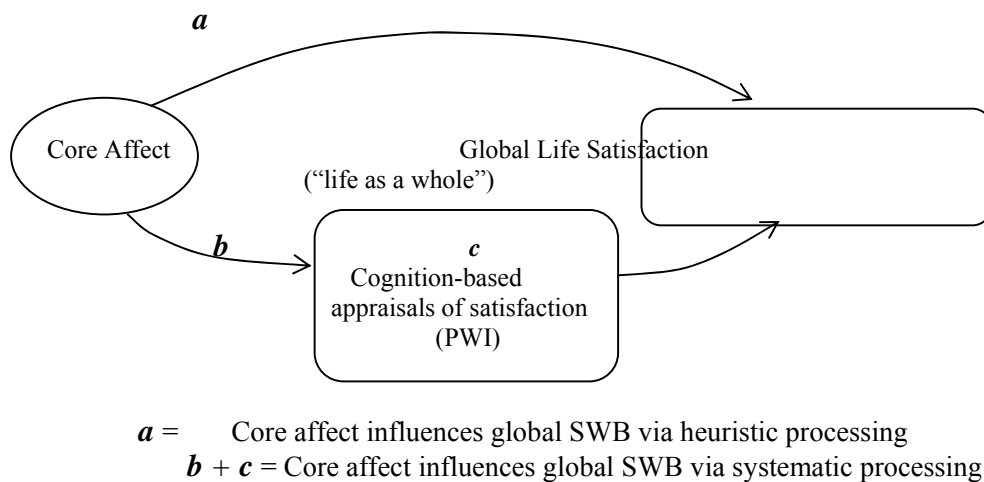 a
Core Affect
Global Life Satisfaction
(“life as a whole”)
b
c
Cognition-based
appraisals of satisfaction
(PWI)
a = Core affect influences global SWB via heuristic processing
b + c = Core affect influences global SWB via systematic processing